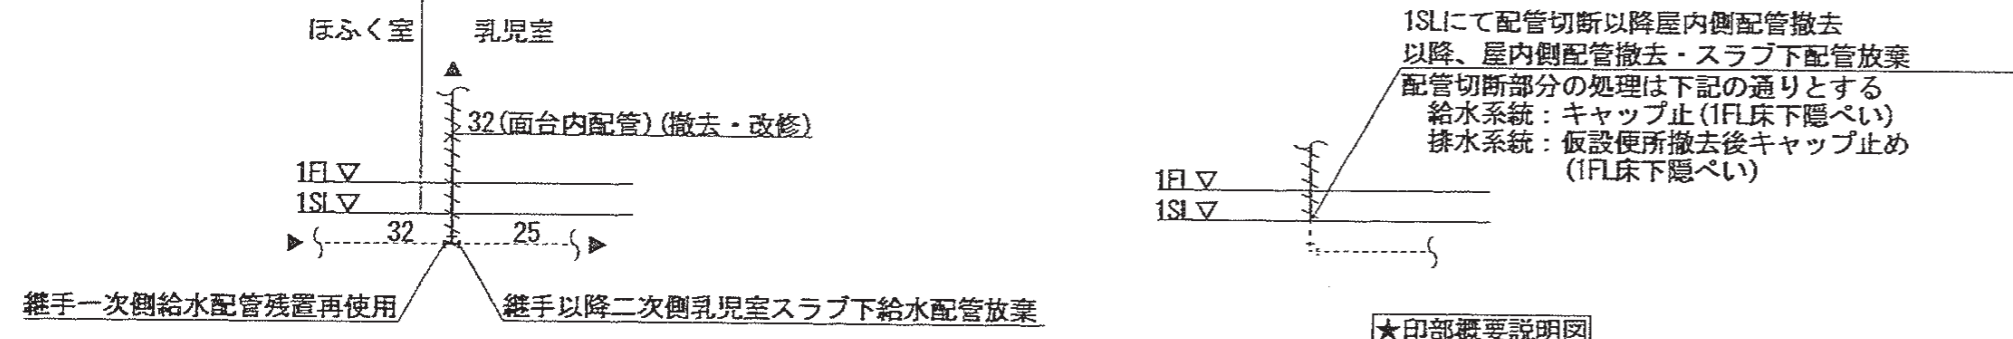 ほふく室
乳児室
32(面台内配管)(撤去・改修)
1FL▽
1SL▽
32
25
継手一次側給水配管残置再使用
継手以降二次側乳児室スラブ下給水配管放棄
1SLにて配管切断以降屋内側配管撤去
以降、屋内側配管撤去・スラブ下配管放棄
配管切断部分の処理は下記の通りとする
給水系統：キャップ止(1FL床下隠ぺい)
排水系統：仮設便所撤去後キャップ止め
(1FL床下隠ぺい)
1FL▽
1SL▽
★印部概要説明図